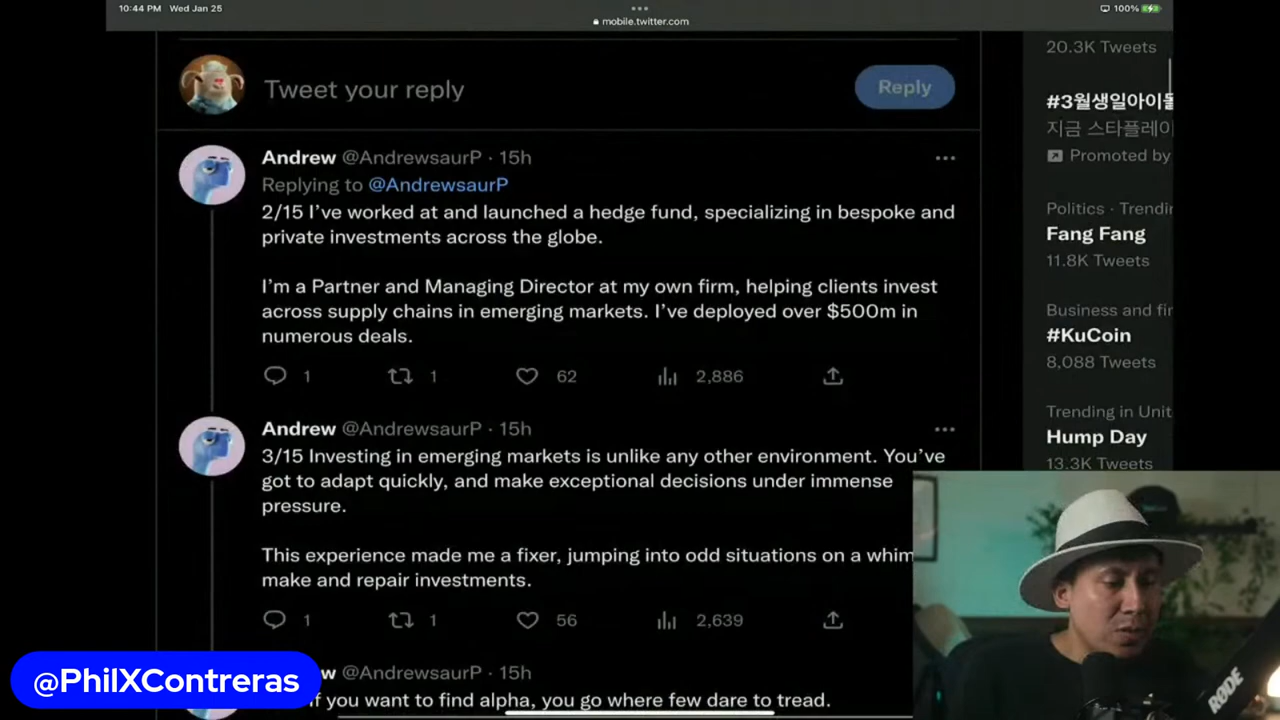 10:44 PM Wed Jan 25
100%
mobile.twitter.com
Tweet your reply
Reply
Andrew @AndrewsaurP · 15h
Replying to @AndrewsaurP
2/15 I've worked at and launched a hedge fund, specializing in bespoke and
private investments across the globe.
I'm a Partner and Managing Director at my own firm, helping clients invest
across supply chains in emerging markets. I've deployed over $500m in
numerous deals.
1 1 62 2,886
Andrew @AndrewsaurP · 15h
3/15 Investing in emerging markets is unlike any other environment. You've
got to adapt quickly, and make exceptional decisions under immense
pressure.
This experience made me a fixer, jumping into odd situations on a whim
make and repair investments.
1 1 56 2,639
w @AndrewsaurP · 15h
If you want to find alpha, you go where few dare to tread.
20.3K Tweets
#3월생일아이돌
지금 스타플레이
Promoted by
Politics · Trendin
Fang Fang
11.8K Tweets
Business and fin
#KuCoin
8,088 Tweets
Trending in Unit
Hump Day
13.3K Tweets
@PhilXContreras
RØDE